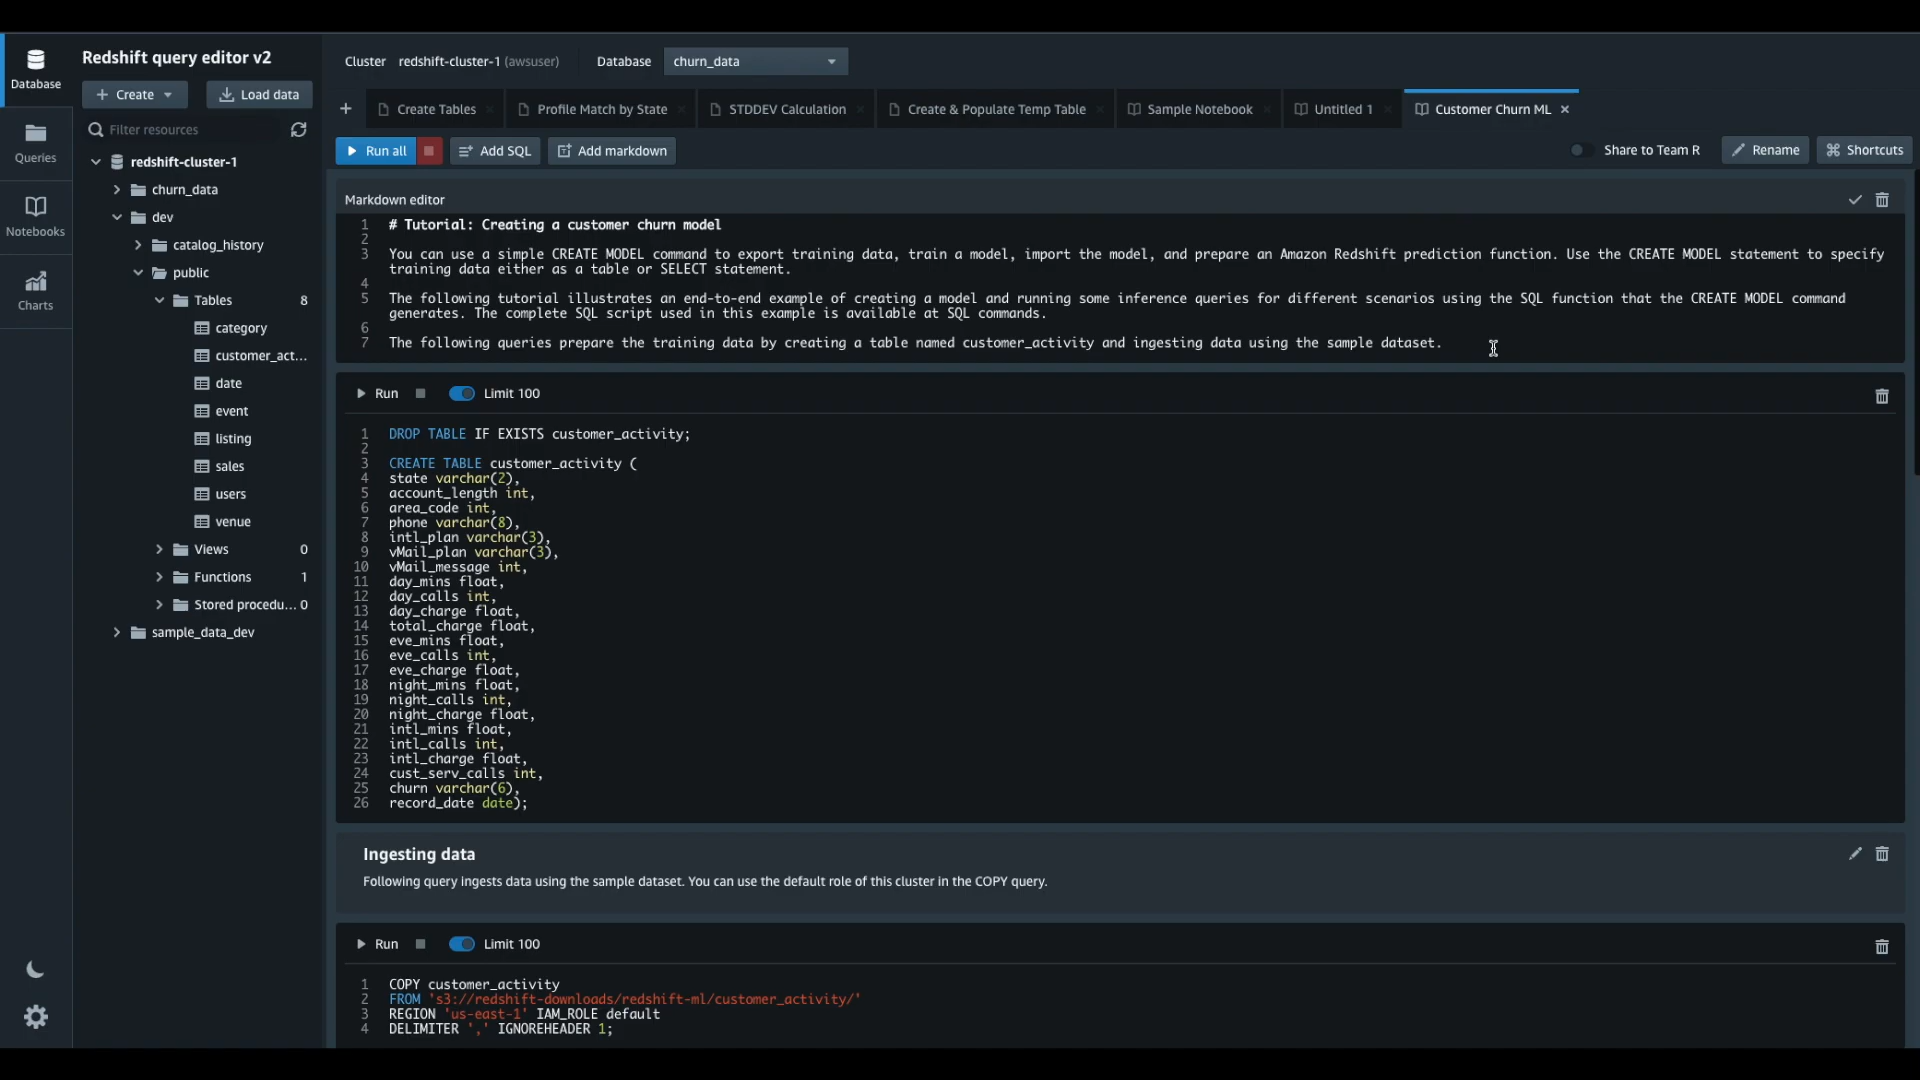 Redshift query editor v2
Cluster redshift-cluster-1 (awsuser) Database churn_data
Database
Queries
Notebooks
Charts
Create
Load data
Filter resources
redshift-cluster-1
churn_data
dev
catalog_history
public
Tables 8
category
customer_act...
date
event
listing
sales
users
venue
Views 0
Functions 1
Stored procedu... 0
sample_data_dev
+ Create Tables × Profile Match by State × STDDEV Calculation × Create & Populate Temp Table × Sample Notebook × Untitled 1 × Customer Churn ML ×
Run all Add SQL Add markdown Share to Team R Rename Shortcuts
Markdown editor
1 # Tutorial: Creating a customer churn model
2
3 You can use a simple CREATE MODEL command to export training data, train a model, import the model, and prepare an Amazon Redshift prediction function. Use the CREATE MODEL statement to specify
training data either as a table or SELECT statement.
4
5 The following tutorial illustrates an end-to-end example of creating a model and running some inference queries for different scenarios using the SQL function that the CREATE MODEL command
generates. The complete SQL script used in this example is available at SQL commands.
6
7 The following queries prepare the training data by creating a table named customer_activity and ingesting data using the sample dataset.
Run Limit 100
1 DROP TABLE IF EXISTS customer_activity;
2
3 CREATE TABLE customer_activity (
4 state varchar(2),
5 account_length int,
6 area_code int,
7 phone varchar(8),
8 intl_plan varchar(3),
9 vMail_plan varchar(3),
10 vMail_message int,
11 day_mins float,
12 day_calls int,
13 day_charge float,
14 total_charge float,
15 eve_mins float,
16 eve_calls int,
17 eve_charge float,
18 night_mins float,
19 night_calls int,
20 night_charge float,
21 intl_mins float,
22 intl_calls int,
23 intl_charge float,
24 cust_serv_calls int,
25 churn varchar(6),
26 record_date date);
Ingesting data
Following query ingests data using the sample dataset. You can use the default role of this cluster in the COPY query.
Run Limit 100
1 COPY customer_activity
2 FROM 's3://redshift-downloads/redshift-ml/customer_activity/'
3 REGION 'us-east-1' IAM_ROLE default
4 DELIMITER ',' IGNOREHEADER 1;